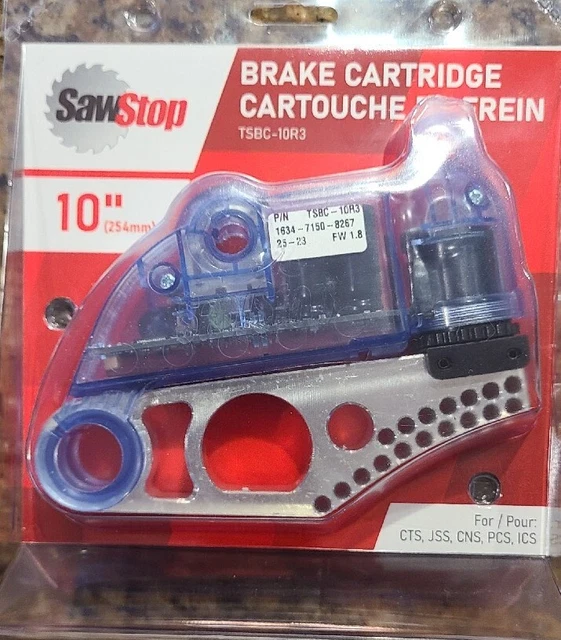 SawStop
BRAKE CARTRIDGE
CARTOUCHE FREIN
TSBC-10R3
10"
(254mm)
P/N TSBC-10R3
1634-7150-8267
25-23 FW 1.8
For / Pour:
CTS, JSS, CNS, PCS, ICS